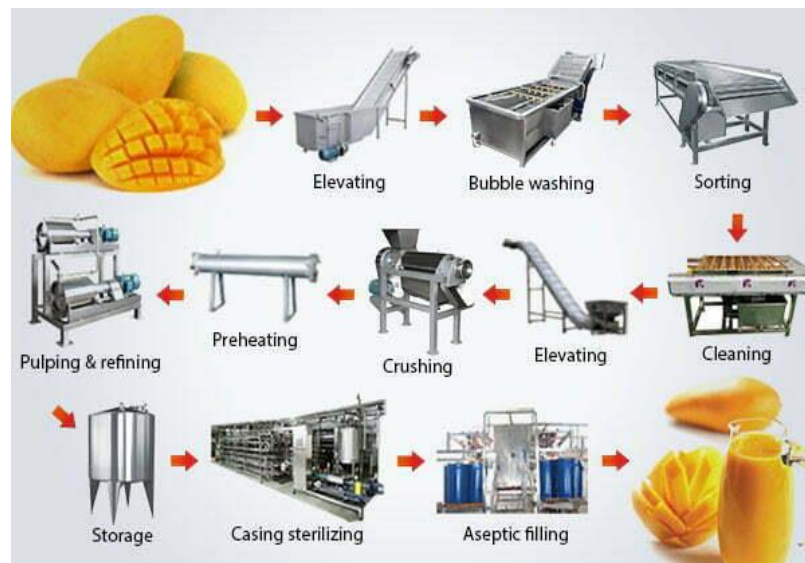 Elevating
Bubble washing
Sorting
Pulping & refining
Preheating
Crushing
Elevating
Cleaning
Storage
Casing sterilizing
Aseptic filling